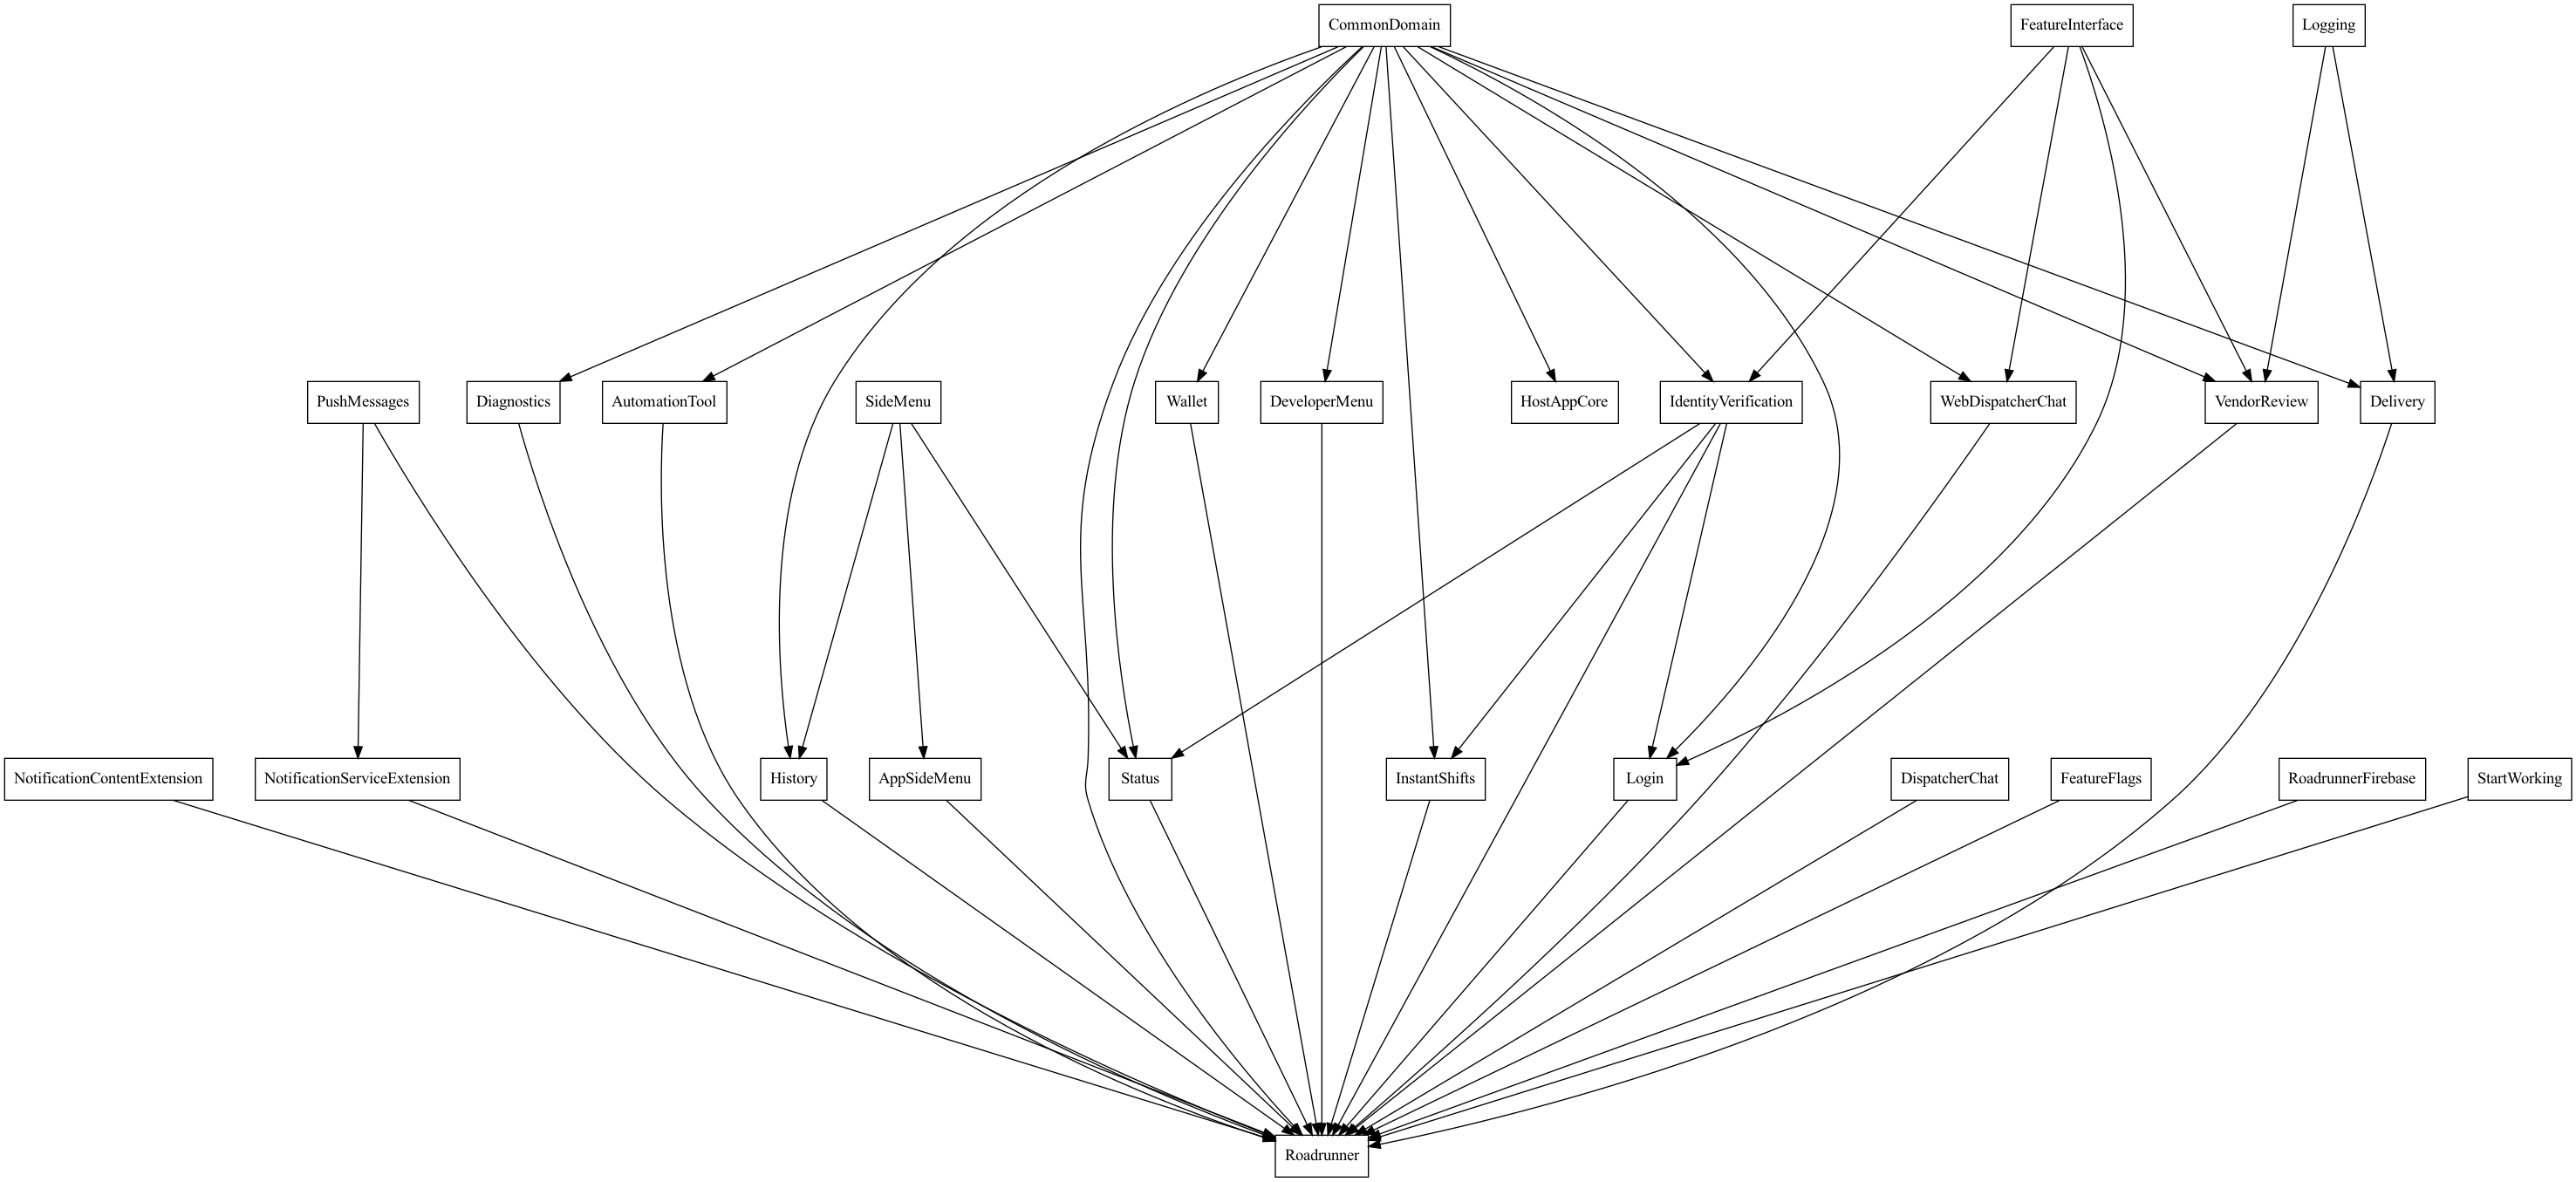 CommonDomain
FeatureInterface
Logging
PushMessages
Diagnostics
AutomationTool
SideMenu
Wallet
DeveloperMenu
HostAppCore
IdentityVerification
WebDispatcherChat
VendorReview
Delivery
NotificationContentExtension
NotificationServiceExtension
History
AppSideMenu
Status
InstantShifts
Login
DispatcherChat
FeatureFlags
RoadrunnerFirebase
StartWorking
Roadrunner